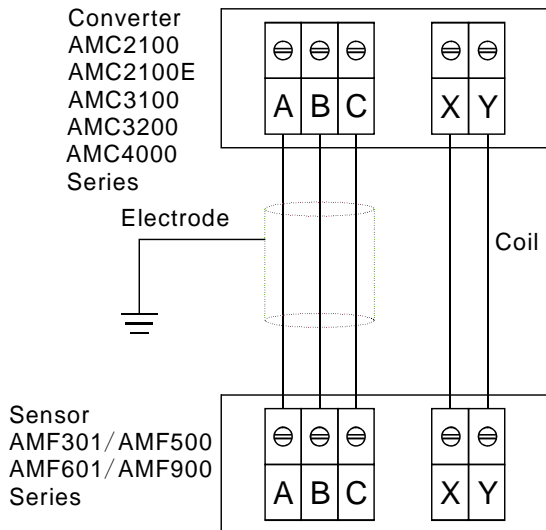 Converter
AMC2100
AMC2100E
AMC3100
AMC3200
AMC4000
Series
A B C X Y
Electrode
Coil
Sensor
AMF301/AMF500
AMF601/AMF900
Series
A B C X Y